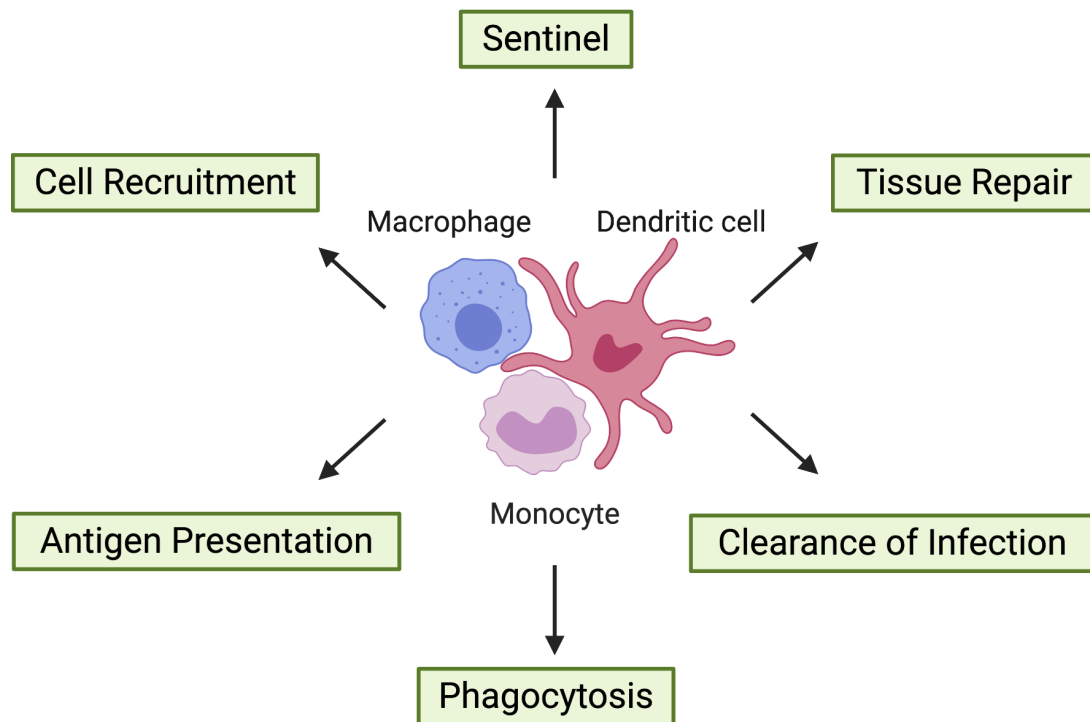 Sentinel
Cell Recruitment
Tissue Repair
Macrophage
Dendritic cell
Monocyte
Antigen Presentation
Clearance of Infection
Phagocytosis